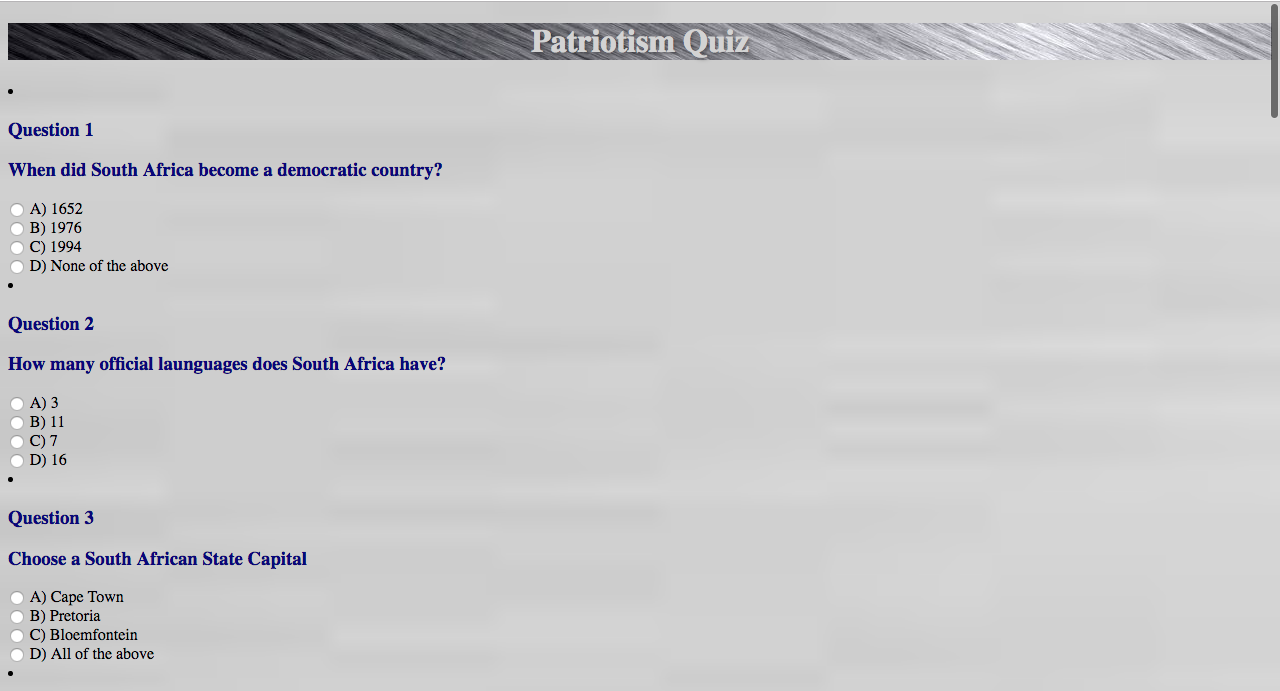 Patriotism Quiz
Question 1
When did South Africa become a democratic country?
A) 1652
B) 1976
C) 1994
D) None of the above
Question 2
How many official launguages does South Africa have?
A) 3
B) 11
C) 7
D) 16
Question 3
Choose a South African State Capital
A) Cape Town
B) Pretoria
C) Bloemfontein
D) All of the above